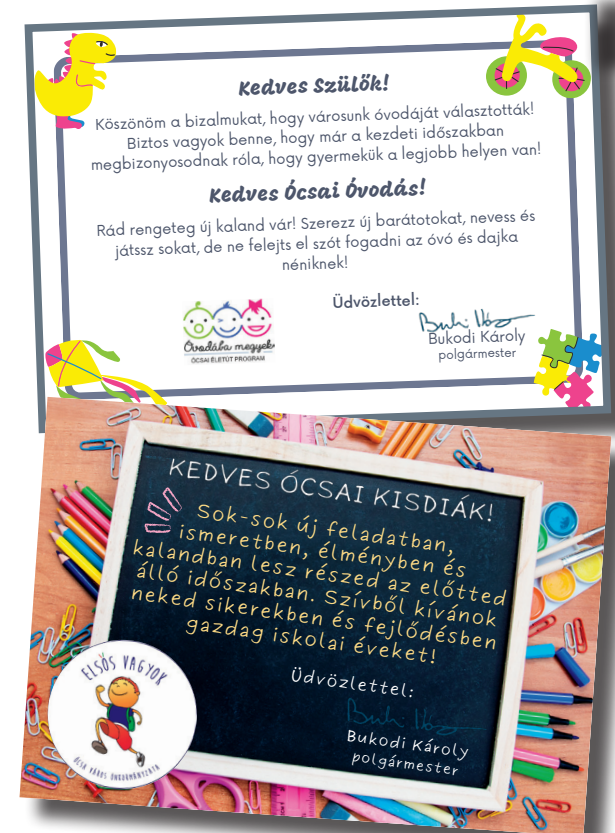 Kedves Szülők!
Köszönöm a bizalmukat, hogy városunk óvodáját választották!
Biztos vagyok benne, hogy már a kezdeti időszakban
megbizonyosodnak róla, hogy gyermekük a legjobb helyen van!
Kedves Ócsai Óvodás!
Rád rengeteg új kaland vár! Szerezz új barátotokat, nevess és
játssz sokat, de ne felejts el szót fogadni az óvó és dajka
néniknek!
Üdvözlettel:
Bukodi Károly
polgármester
Óvodába megyek
ÓCSAI ÉLETÚT PROGRAM
KEDVES ÓCSAI KISDIÁK!
Sok-sok új feladatban,
ismeretben, élményben és
kalandban lesz részed az előtted
álló időszakban. Szívből kívánok
neked sikerekben és fejlődésben
gazdag iskolai éveket!
Üdvözlettel:
Bukodi Károly
polgármester
ELSŐS VAGYOK
ÓCSA VÁROS ÖNKORMÁNYZATA